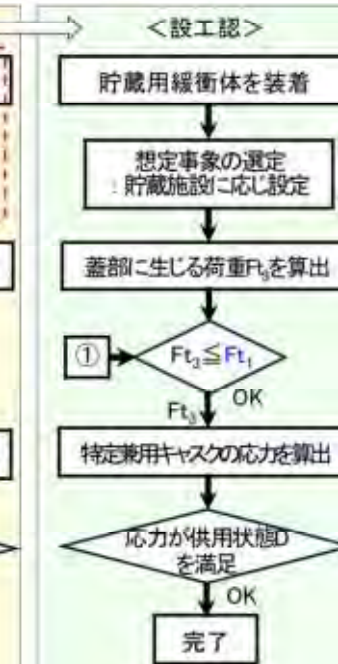 ＜設工認＞
貯蔵用緩衝体を装着
想定事象の選定
：貯蔵施設に応じ設定
蓋部に生じる荷重Ft₃を算出
①
Ft₂≦Ft₁
Ft₃
OK
特定兼用キャスクの応力を算出
応力が供用状態D
を満足
OK
完了